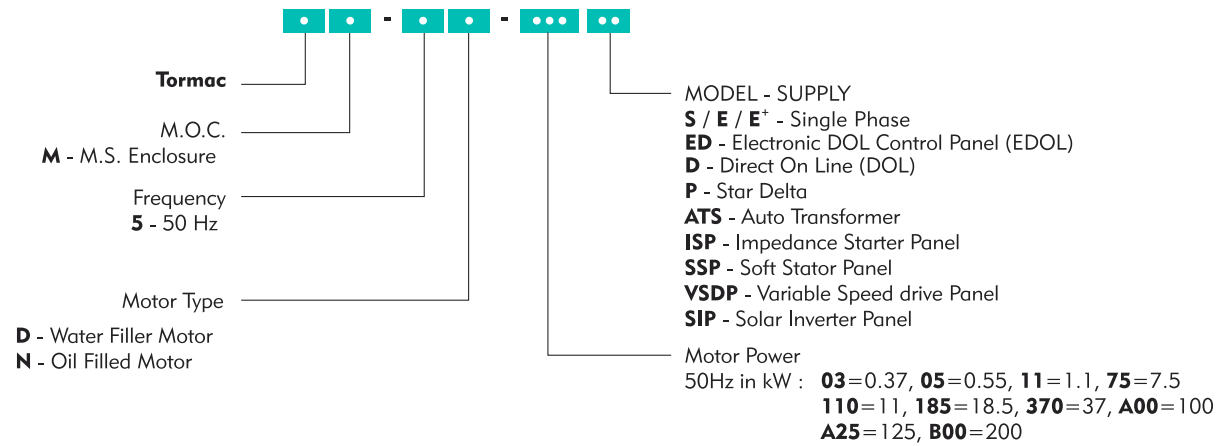 Tormac
M.O.C.
M - M.S. Enclosure
Frequency
5 - 50 Hz
Motor Type
D - Water Filler Motor
N - Oil Filled Motor
MODEL - SUPPLY
S / E / E⁺ - Single Phase
ED - Electronic DOL Control Panel (EDOL)
D - Direct On Line (DOL)
P - Star Delta
ATS - Auto Transformer
ISP - Impedance Starter Panel
SSP - Soft Stator Panel
VSDP - Variable Speed drive Panel
SIP - Solar Inverter Panel
Motor Power
50Hz in kW : 03=0.37, 05=0.55, 11=1.1, 75=7.5
110=11, 185=18.5, 370=37, A00=100
A25=125, B00=200